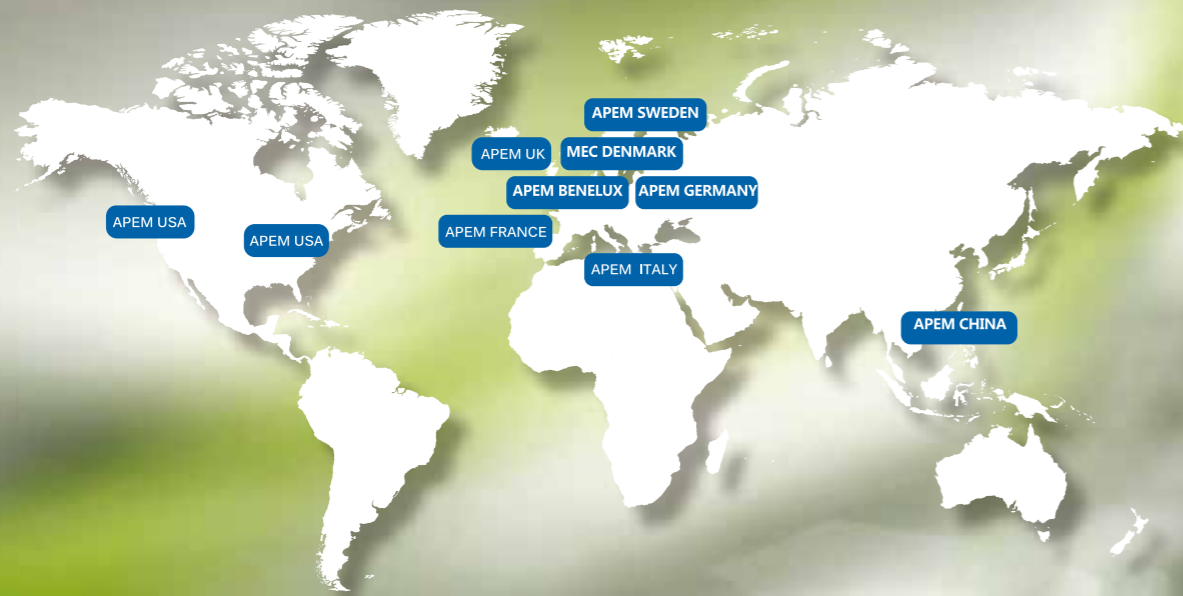 APEM SWEDEN
APEM UK
MEC DENMARK
APEM BENELUX
APEM GERMANY
APEM USA
APEM FRANCE
APEM USA
APEM ITALY
APEM CHINA